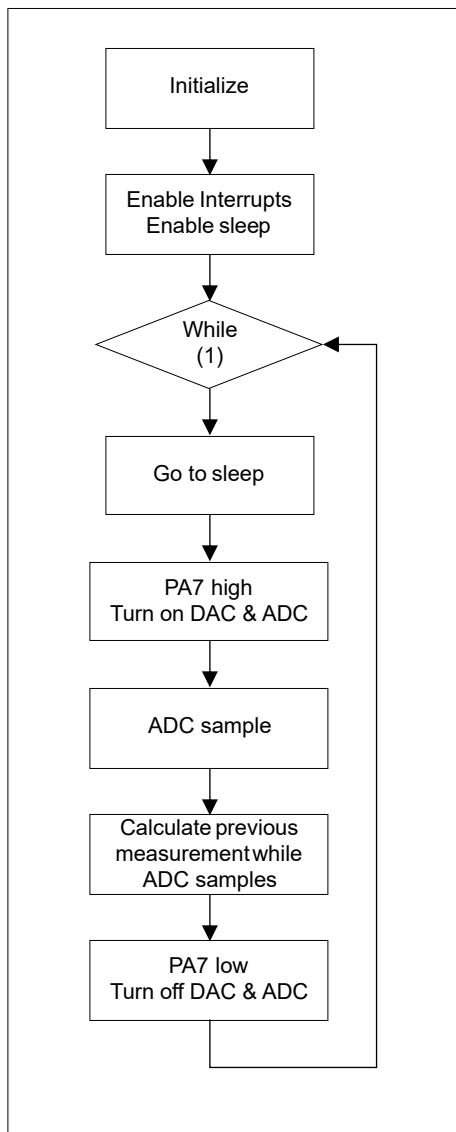 Initialize
Enable Interrupts
Enable sleep
While
(1)
Go to sleep
PA7 high
Turn on DAC & ADC
ADC sample
Calculate previous
measurement while
ADC samples
PA7 low
Turn off DAC & ADC